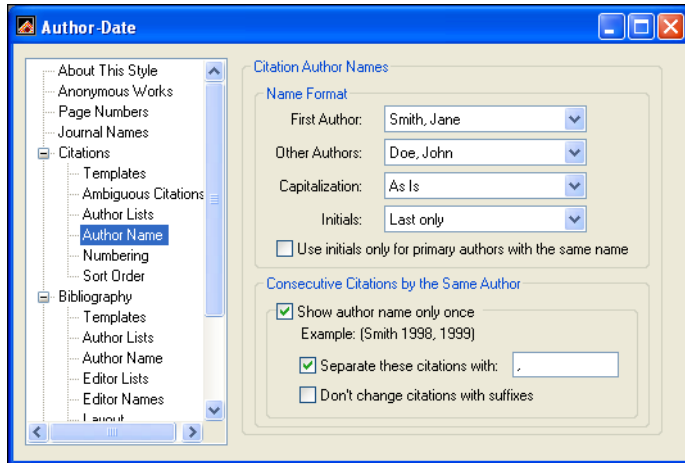 Author-Date
About This Style
Anonymous Works
Page Numbers
Journal Names
Citations
Templates
Ambiguous Citations
Author Lists
Author Name
Numbering
Sort Order
Bibliography
Templates
Author Lists
Author Name
Editor Lists
Editor Names
Layout
Citation Author Names
Name Format
First Author: Smith, Jane
Other Authors: Doe, John
Capitalization: As Is
Initials: Last only
Use initials only for primary authors with the same name
Consecutive Citations by the Same Author
Show author name only once
Example: (Smith 1998, 1999)
Separate these citations with: ,
Don't change citations with suffixes